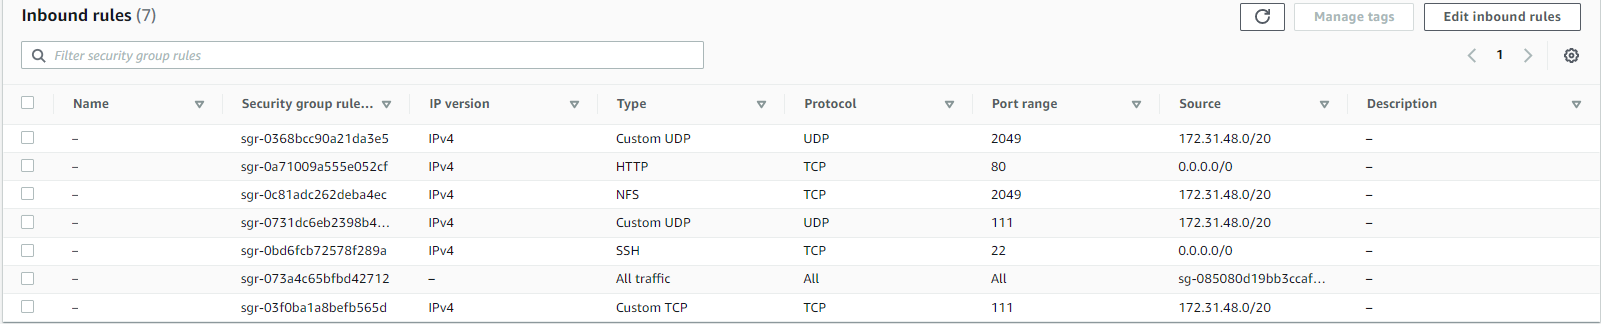 Inbound rules (7)
Manage tags
Edit inbound rules
Filter security group rules
1
Name Security group rule... IP version Type Protocol Port range Source Description
– sgr-0368bcc90a21da3e5 IPv4 Custom UDP UDP 2049 172.31.48.0/20 –
– sgr-0a71009a555e052cf IPv4 HTTP TCP 80 0.0.0.0/0 –
– sgr-0c81adc262deba4ec IPv4 NFS TCP 2049 172.31.48.0/20 –
– sgr-0731dc6eb2398b4... IPv4 Custom UDP UDP 111 172.31.48.0/20 –
– sgr-0bd6fcb72578f289a IPv4 SSH TCP 22 0.0.0.0/0 –
– sgr-073a4c65bfbd42712 – All traffic All All sg-085080d19bb3ccaf... –
– sgr-03f0ba1a8befb565d IPv4 Custom TCP TCP 111 172.31.48.0/20 –